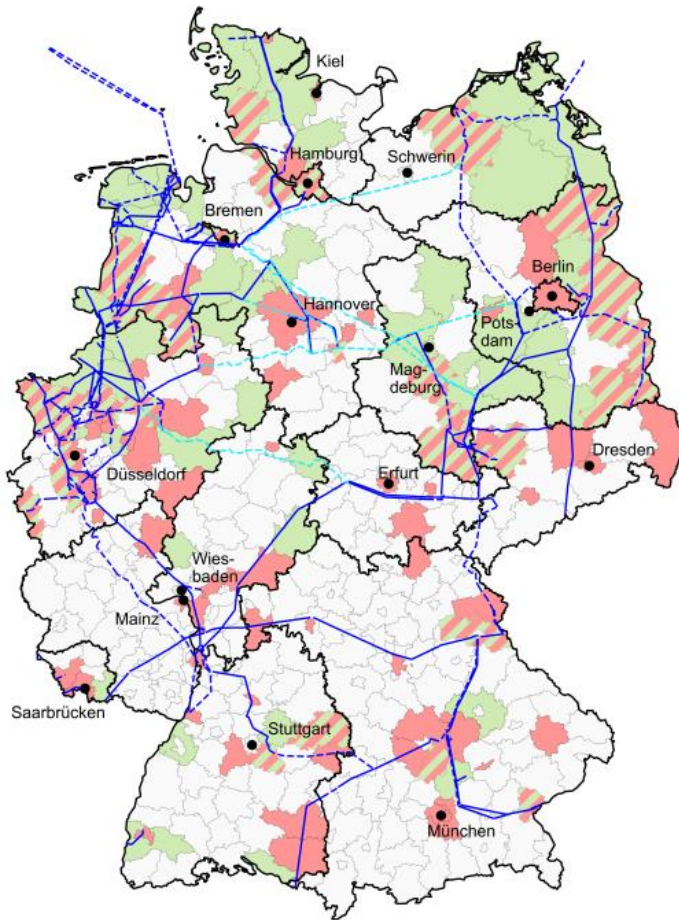 Kiel
Hamburg
Schwerin
Bremen
Berlin
Hannover
Pots-
dam
Mag-
deburg
Düsseldorf
Dresden
Erfurt
Wies-
baden
Mainz
Saarbrücken
Stuttgart
München